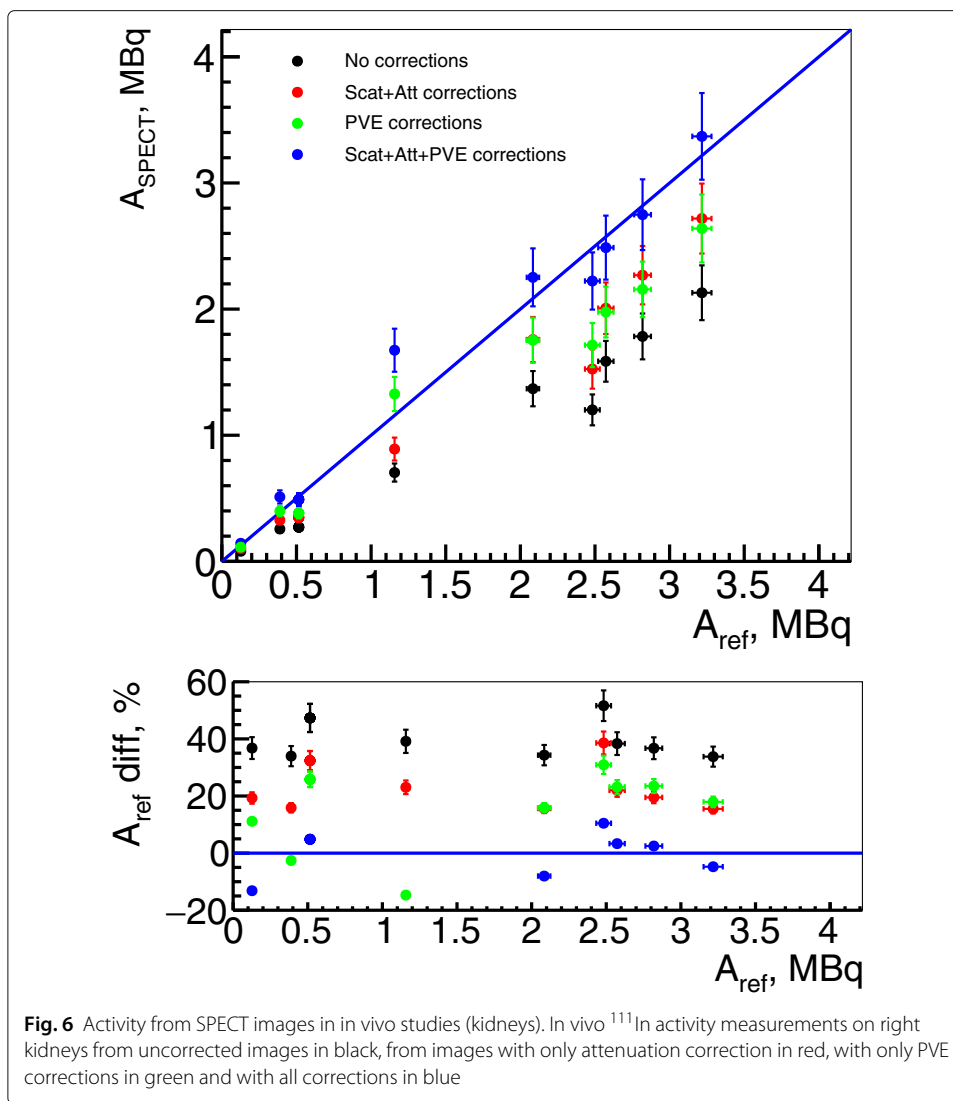 4
3
2
1
0
A_SPECT, MBq
No corrections
Scat+Att corrections
PVE corrections
Scat+Att+PVE corrections
0 0.5 1 1.5 2 2.5 3 3.5 4
A_ref, MBq
60
40
20
0
−20
A_ref diff, %
0 0.5 1 1.5 2 2.5 3 3.5 4
A_ref, MBq
Fig. 6 Activity from SPECT images in in vivo studies (kidneys). In vivo ¹¹¹In activity measurements on right
kidneys from uncorrected images in black, from images with only attenuation correction in red, with only PVE
corrections in green and with all corrections in blue